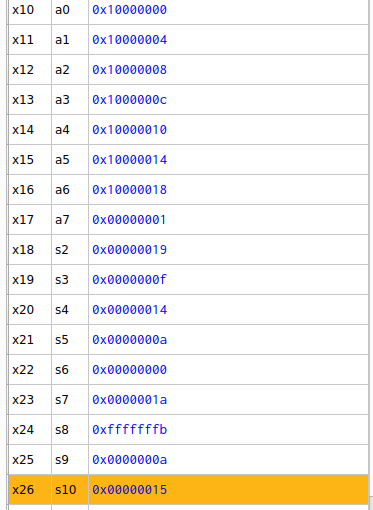 x10 a0 0x10000000
x11 a1 0x10000004
x12 a2 0x10000008
x13 a3 0x1000000c
x14 a4 0x10000010
x15 a5 0x10000014
x16 a6 0x10000018
x17 a7 0x00000001
x18 s2 0x00000019
x19 s3 0x0000000f
x20 s4 0x00000014
x21 s5 0x0000000a
x22 s6 0x00000000
x23 s7 0x0000001a
x24 s8 0xfffffffb
x25 s9 0x0000000a
x26 s10 0x00000015